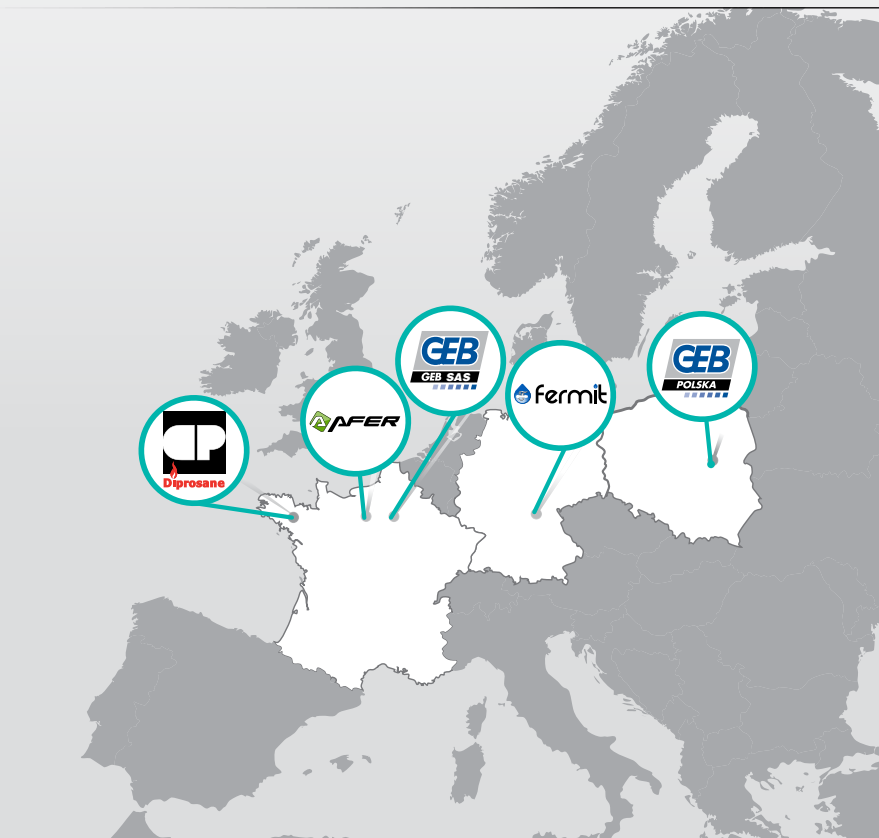 GEB
GEB SAS
GEB
POLSKA
fermit
AFER
CP
Diprosane